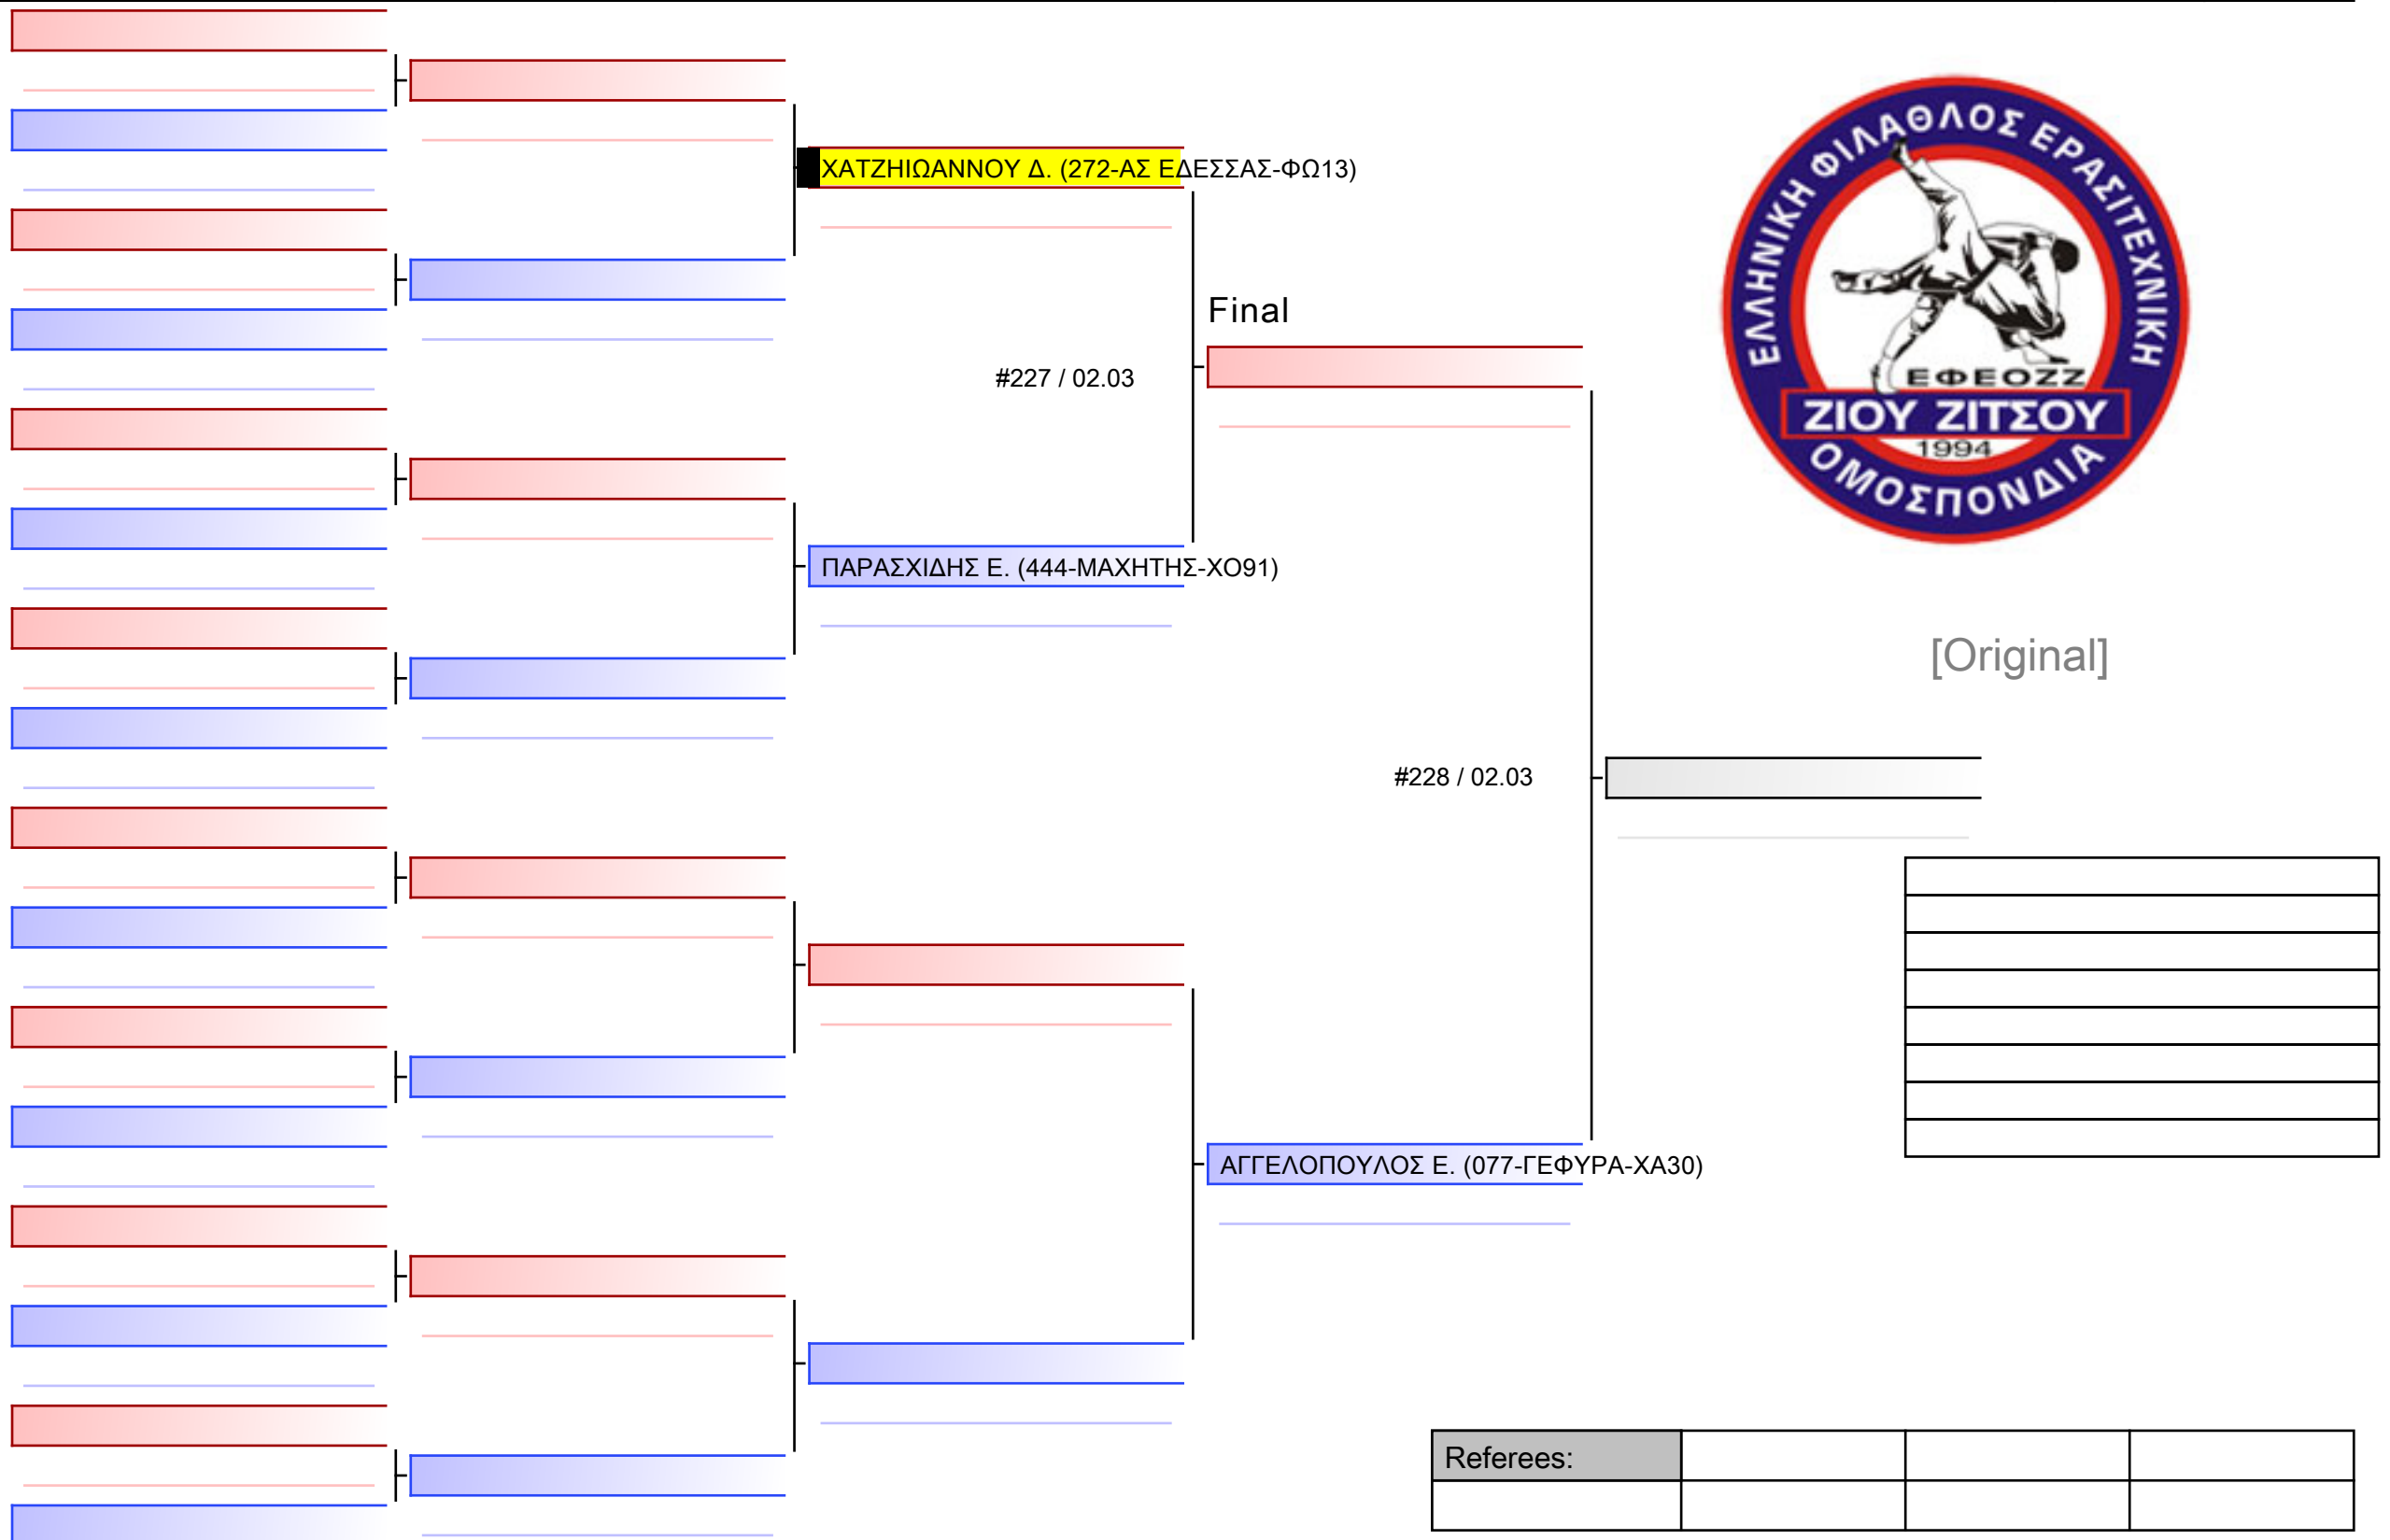 ΧΑΤΖΗΙΩΑΝΝΟΥ Δ. (272-ΑΣ ΕΔΕΣΣΑΣ-ΦΩ13)
Final
#227 / 02.03
ΠΑΡΑΣΧΙΔΗΣ Ε. (444-ΜΑΧΗΤΗΣ-ΧΟ91)
ΕΛΛΗΝΙΚΗ ΦΙΛΑΘΛΟΣ ΕΡΑΣΙΤΕΧΝΙΚΗ
ΕΦΕΟΖΖ
ΖΙΟΥ ΖΙΤΣΟΥ
1994
ΟΜΟΣΠΟΝΔΙΑ
[Original]
#228 / 02.03
ΑΓΓΕΛΟΠΟΥΛΟΣ Ε. (077-ΓΕΦΥΡΑ-ΧΑ30)
Referees: